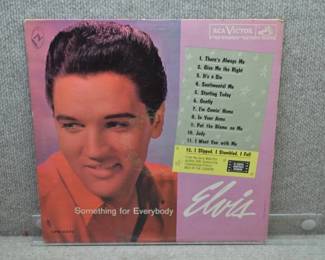 RCA VICTOR
1. There's Always Me
2. Give Me the Right
3. It's a Sin
4. Sentimental Me
5. Starting Today
6. Gently
7. I'm Comin' Home
8. In Your Arms
9. Put the Blame on Me
10. Judy
11. I Want You with Me
12. I Slipped, I Stumbled, I Fell
Something for Everybody
Elvis